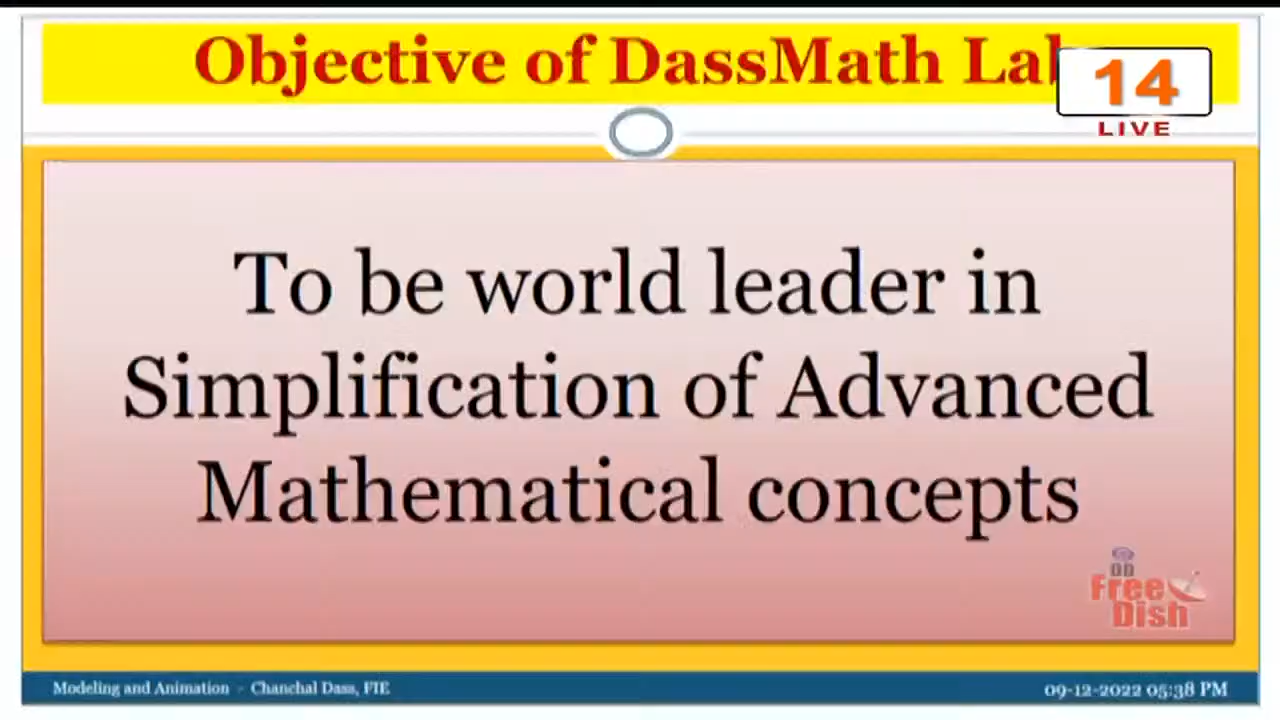 Objective of DassMath Lab
14
LIVE
To be world leader in
Simplification of Advanced
Mathematical concepts
DD
Free
Dish
Modeling and Animation - Chanchal Dass, FIE
09-12-2022 05:38 PM